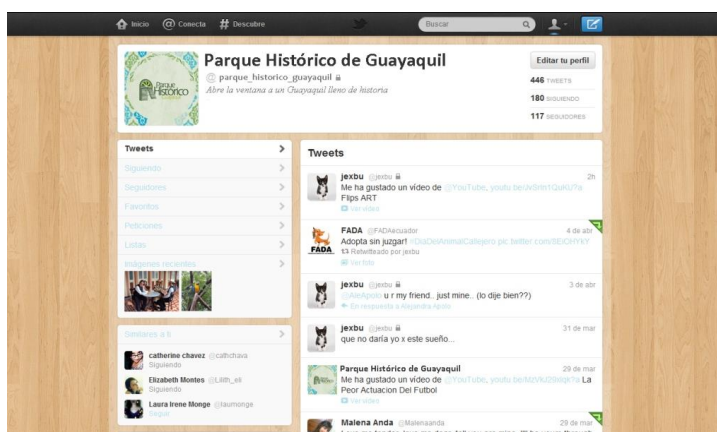 Inicio
Conecta
Descubre
Buscar
Parque Histórico de Guayaquil
@ parque_historico_guayaquil
Abre la ventana a un Guayaquil lleno de historia
Editar tu perfil
446 TWEETS
180 SIGUIENDO
117 SEGUIDORES
Parque
Histórico
Tweets
Siguiendo
Seguidores
Favoritos
Peticiones
Listas
Imágenes recientes
Similares a ti
catherine chavez @cathchava
Siguiendo
Elizabeth Montes @Lilith_eli
Siguiendo
Laura Irene Monge @laumonge
Seguir
Tweets
jexbu @jexbu 2h
Me ha gustado un vídeo de @YouTube,
Flips ART
Ver vídeo
FADA @FADAecuador 4 de abr
Adopta sin juzgar! #DiaDelAnimalCallejero
Retwitteado por jexbu
Ver foto
FADA
jexbu @jexbu 3 de abr
@AleApolo u r my friend.. just mine.. (lo dije bien??)
En respuesta a Alejandra Apolo
jexbu @jexbu 31 de mar
que no daría yo x este sueño...
Parque Histórico de Guayaquil 29 de mar
Me ha gustado un vídeo de @YouTube, La
Peor Actuacion Del Futbol
Ver vídeo
Malena Anda @Malenaanda 29 de mar